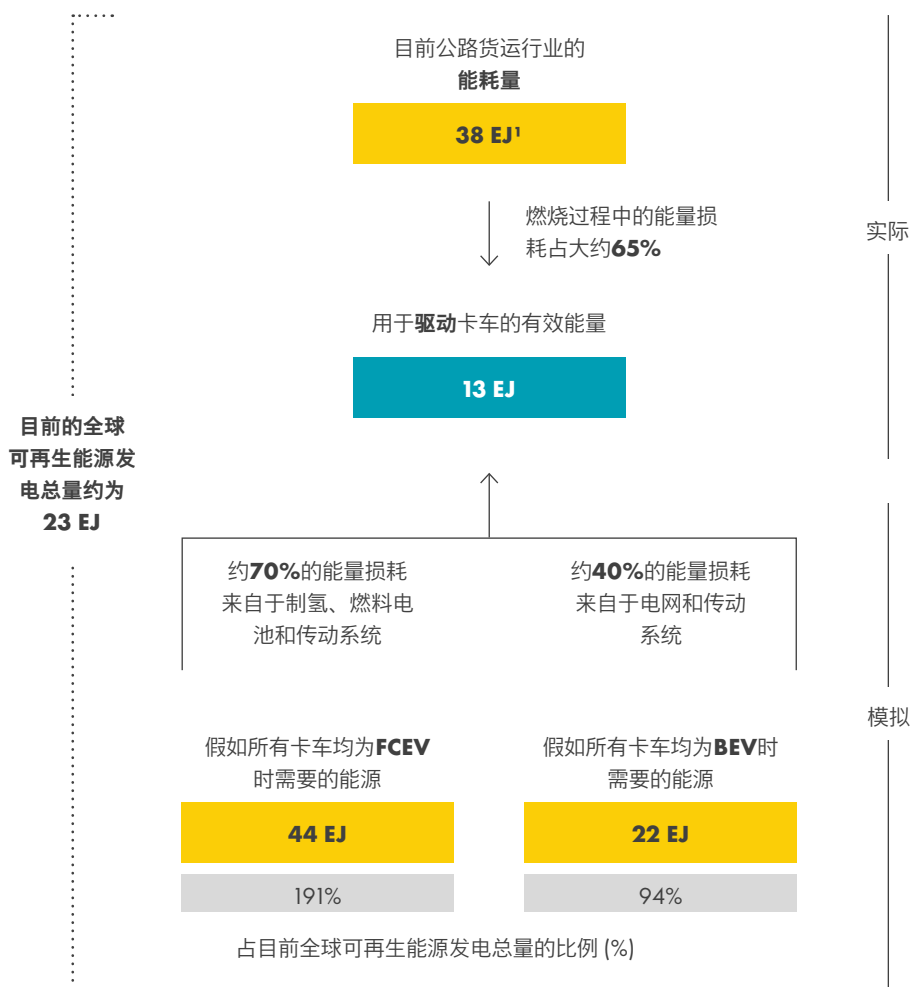 目前公路货运行业的
能耗量
38 EJ¹
燃烧过程中的能量损
耗占大约65%
实际
用于驱动卡车的有效能量
13 EJ
目前的全球
可再生能源发
电总量约为
23 EJ
约70%的能量损耗
来自于制氢、燃料电
池和传动系统
约40%的能量损耗
来自于电网和传动
系统
模拟
假如所有卡车均为FCEV
时需要的能源
44 EJ
191%
假如所有卡车均为BEV时
需要的能源
22 EJ
94%
占目前全球可再生能源发电总量的比例 (%)